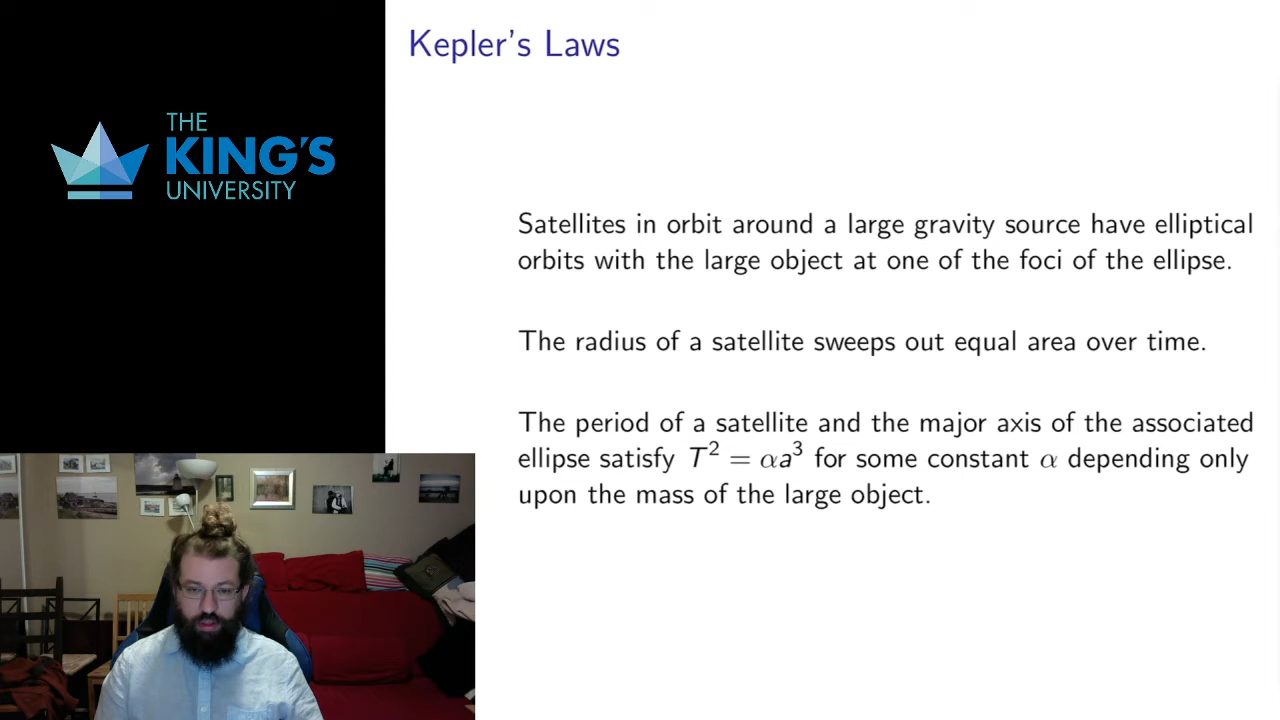 Kepler's Laws
THE
KING'S
UNIVERSITY
Satellites in orbit around a large gravity source have elliptical
orbits with the large object at one of the foci of the ellipse.
The radius of a satellite sweeps out equal area over time.
The period of a satellite and the major axis of the associated
ellipse satisfy T² = αa³ for some constant α depending only
upon the mass of the large object.